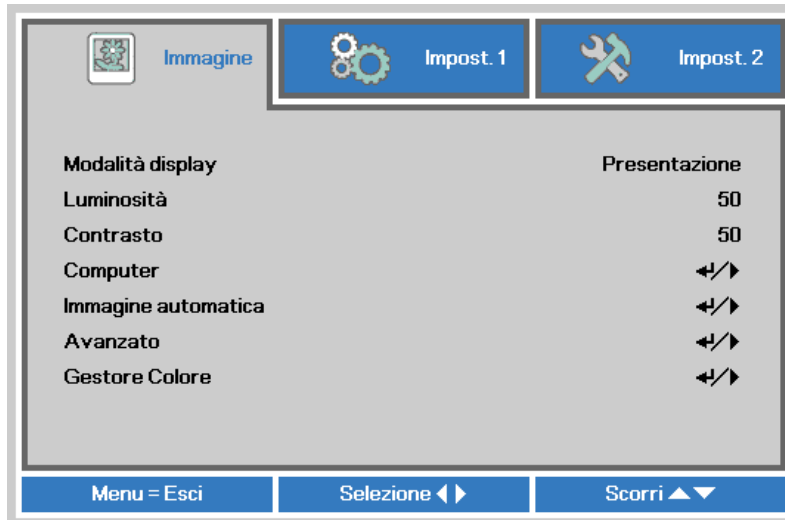 Immagine Impost. 1 Impost. 2
Modalità display Presentazione
Luminosità 50
Contrasto 50
Computer ↵/▶
Immagine automatica ↵/▶
Avanzato ↵/▶
Gestore Colore ↵/▶
Menu = Esci Selezione ◀▶ Scorri ▲▼